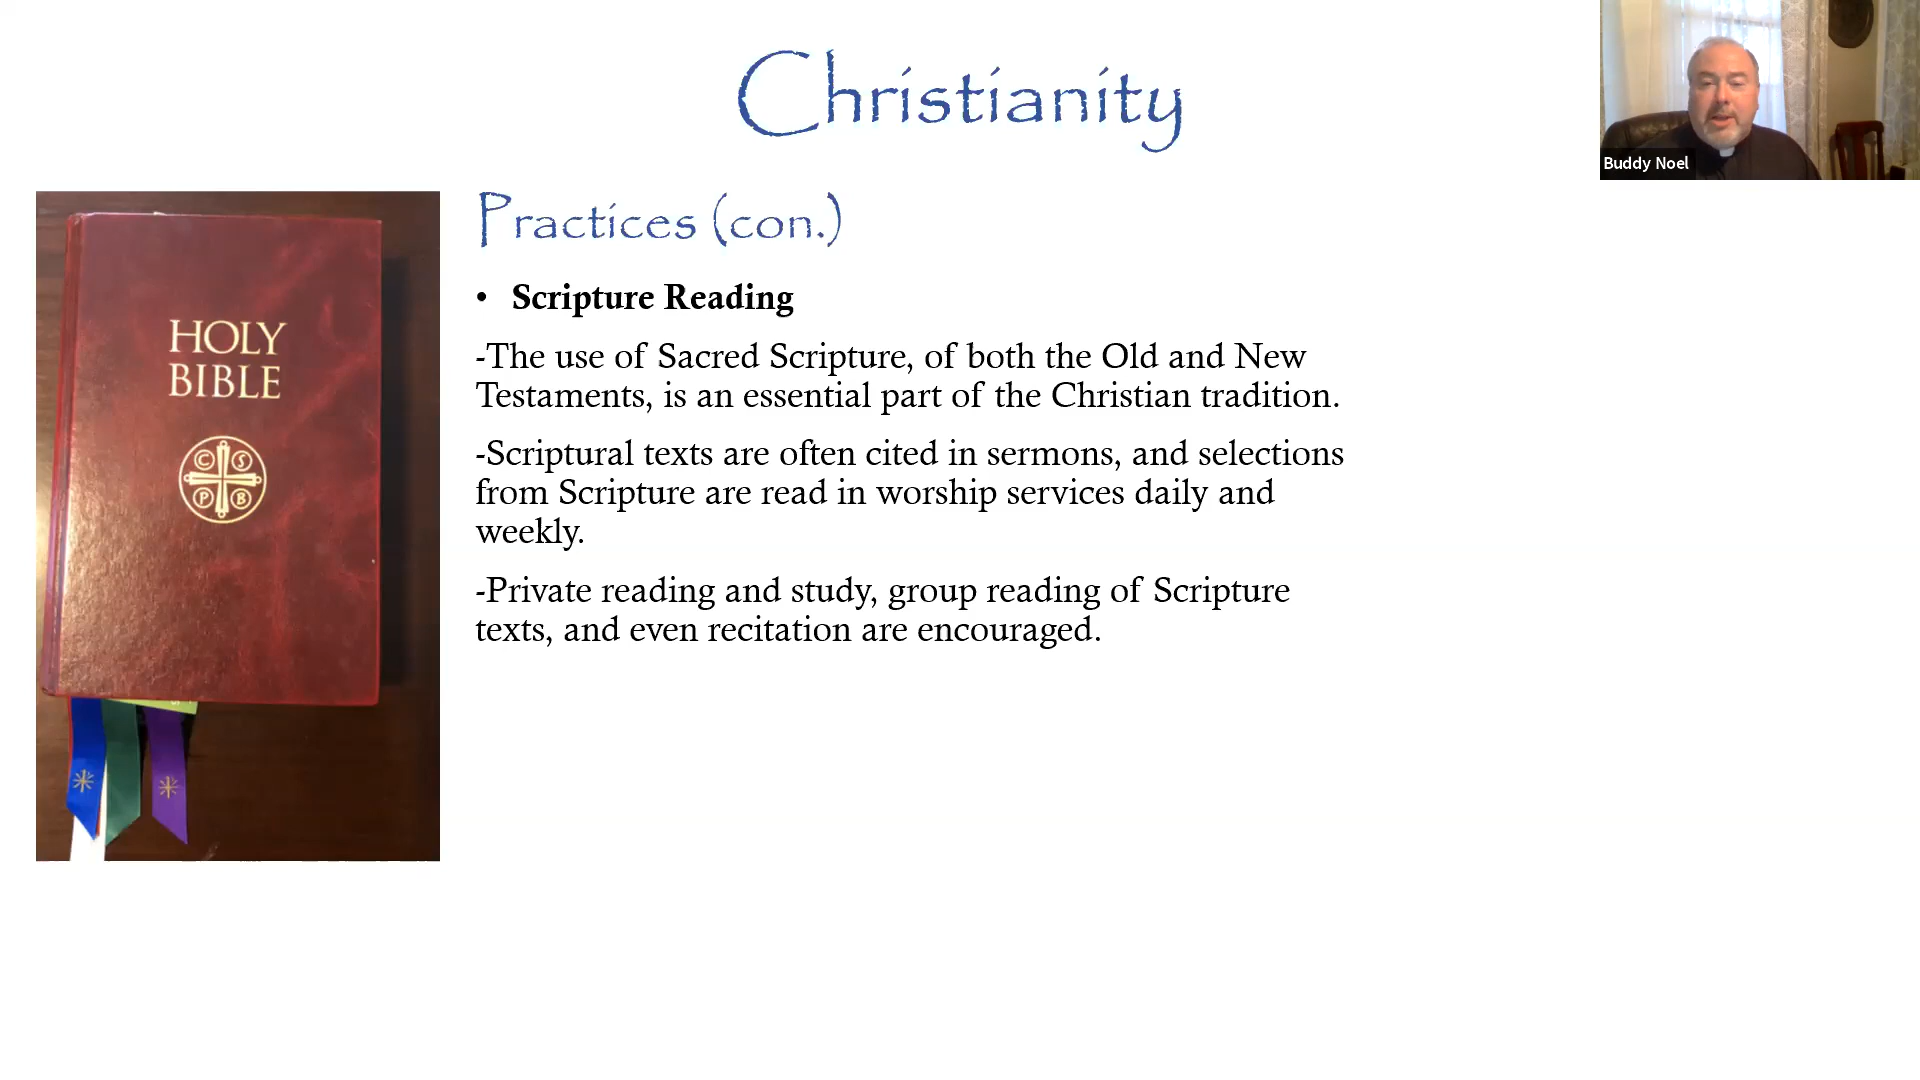 Christianity
Buddy Noel
Practices (con.)
• Scripture Reading
-The use of Sacred Scripture, of both the Old and New
Testaments, is an essential part of the Christian tradition.
-Scriptural texts are often cited in sermons, and selections
from Scripture are read in worship services daily and
weekly.
-Private reading and study, group reading of Scripture
texts, and even recitation are encouraged.
HOLY
BIBLE
C S
P B